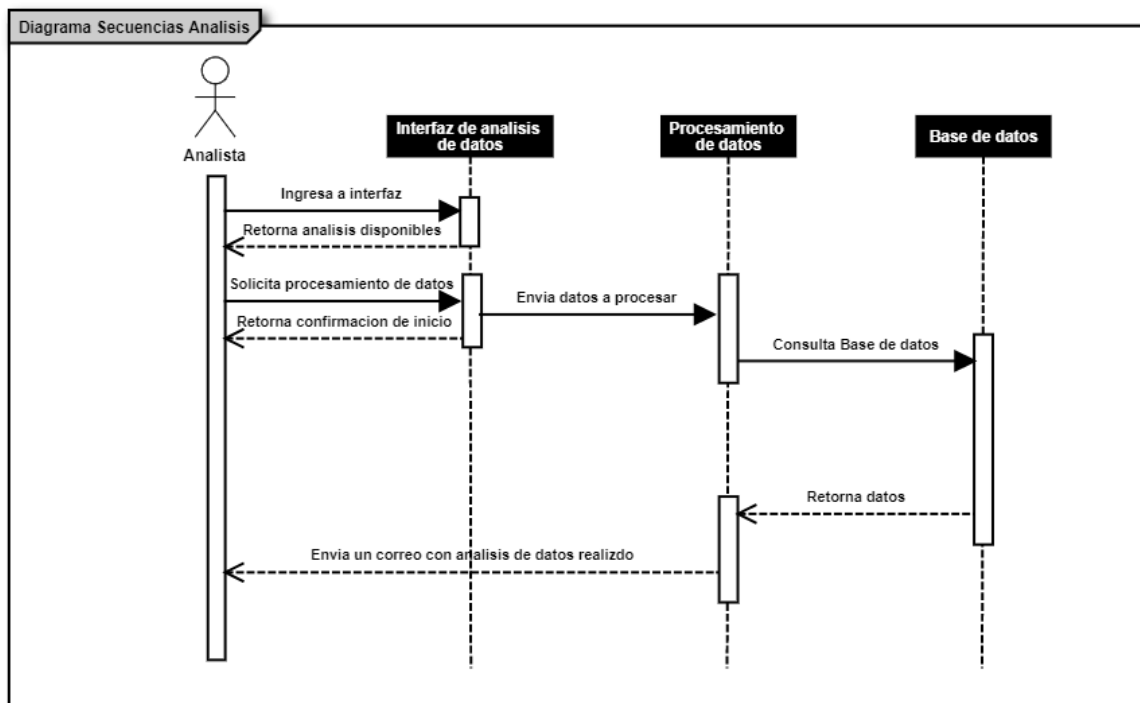 Diagrama Secuencias Analisis
Analista
Interfaz de analisis
de datos
Procesamiento
de datos
Base de datos
Ingresa a interfaz
Retorna analisis disponibles
Solicita procesamiento de datos
Envia datos a procesar
Retorna confirmacion de inicio
Consulta Base de datos
Retorna datos
Envia un correo con analisis de datos realizdo